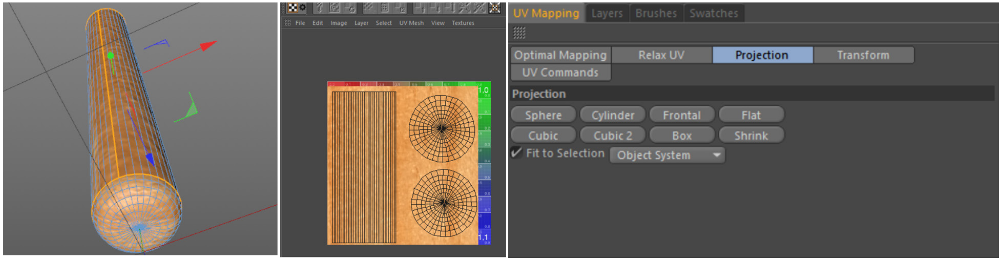 File Edit Image Layer Select UV Mesh View Textures
1.0
1.1
UV Mapping Layers Brushes Swatches
Optimal Mapping Relax UV Projection Transform
UV Commands
Projection
Sphere Cylinder Frontal Flat
Cubic Cubic 2 Box Shrink
Fit to Selection Object System